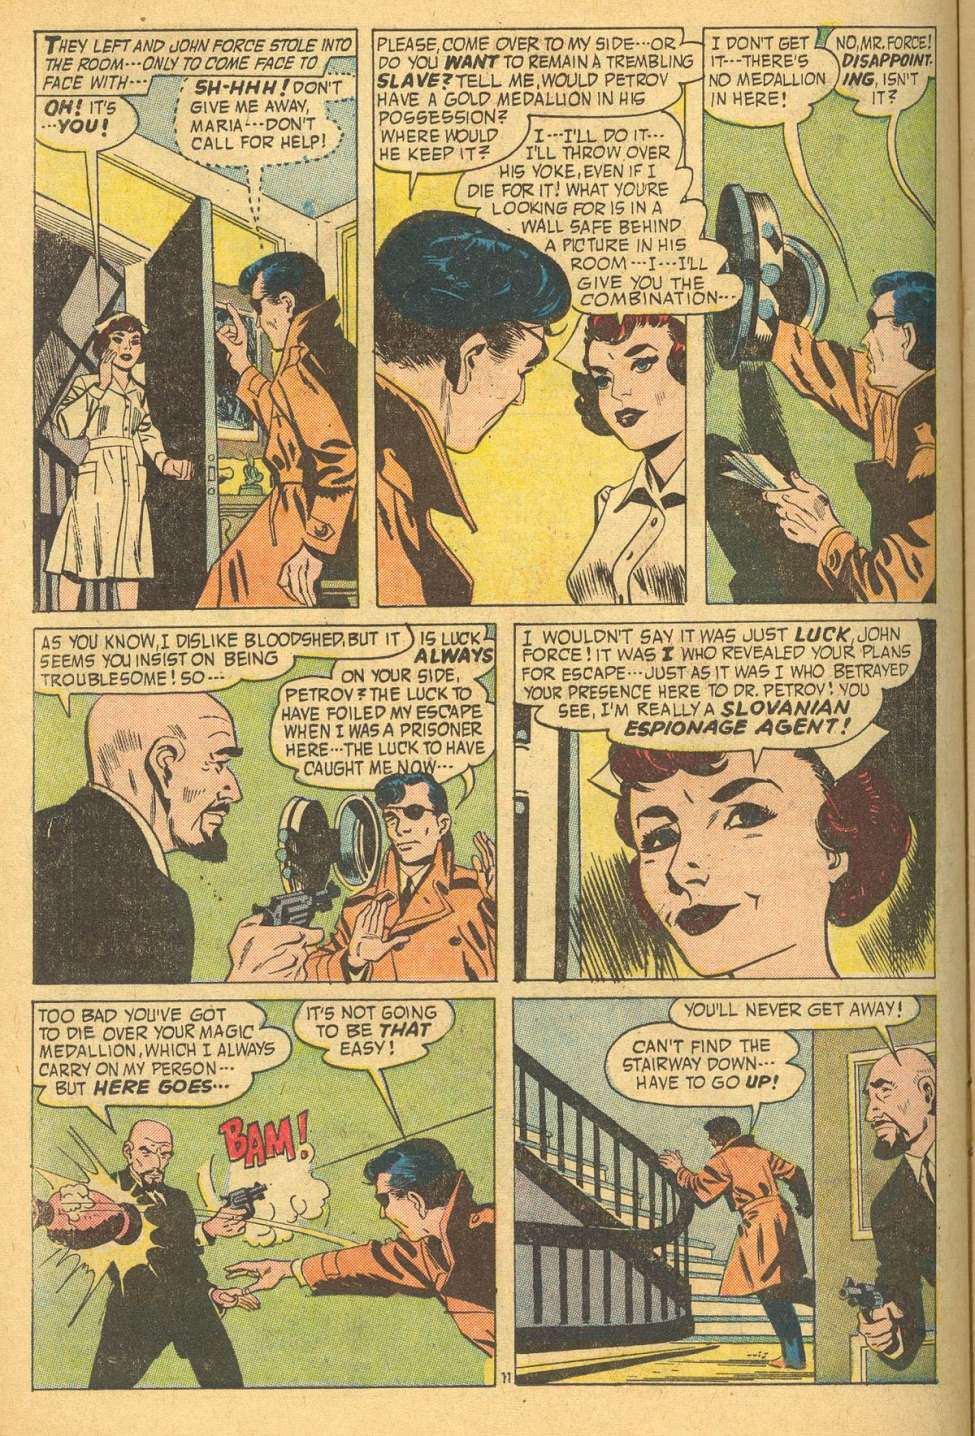 THEY LEFT AND JOHN FORCE STOLE INTO
THE ROOM---ONLY TO COME FACE TO
FACE WITH---
OH! IT'S
---YOU!
SH-HHH! DON'T
GIVE ME AWAY,
MARIA---DON'T
CALL FOR HELP!
PLEASE, COME OVER TO MY SIDE---OR
DO YOU WANT TO REMAIN A TREMBLING
SLAVE? TELL ME, WOULD PETROV
HAVE A GOLD MEDALLION IN HIS
POSSESSION?
WHERE WOULD
HE KEEP IT?
I---I'LL DO IT---
I'LL THROW OVER
HIS YOKE, EVEN IF I
DIE FOR IT! WHAT YOU'RE
LOOKING FOR IS IN A
WALL SAFE BEHIND
A PICTURE IN HIS
ROOM---I---I'LL
GIVE YOU THE
COMBINATION---
I DON'T GET
IT---THERE'S
NO MEDALLION
IN HERE!
NO, MR. FORCE!
DISAPPOINT-
ING, ISN'T
IT?
AS YOU KNOW, I DISLIKE BLOODSHED, BUT IT
SEEMS YOU INSIST ON BEING
TROUBLESOME! SO---
IS LUCK
ALWAYS
ON YOUR SIDE,
PETROV? THE LUCK TO
HAVE FOILED MY ESCAPE
WHEN I WAS A PRISONER
HERE---THE LUCK TO HAVE
CAUGHT ME NOW---
I WOULDN'T SAY IT WAS JUST LUCK, JOHN
FORCE! IT WAS I WHO REVEALED YOUR PLANS
FOR ESCAPE---JUST AS IT WAS I WHO BETRAYED
YOUR PRESENCE HERE TO DR. PETROV! YOU
SEE, I'M REALLY A SLOVANIAN
ESPIONAGE AGENT!
TOO BAD YOU'VE GOT
TO DIE OVER YOUR MAGIC
MEDALLION, WHICH I ALWAYS
CARRY ON MY PERSON---
BUT HERE GOES---
IT'S NOT GOING
TO BE THAT
EASY!
BAM!
YOU'LL NEVER GET AWAY!
CAN'T FIND THE
STAIRWAY DOWN---
HAVE TO GO UP!
11